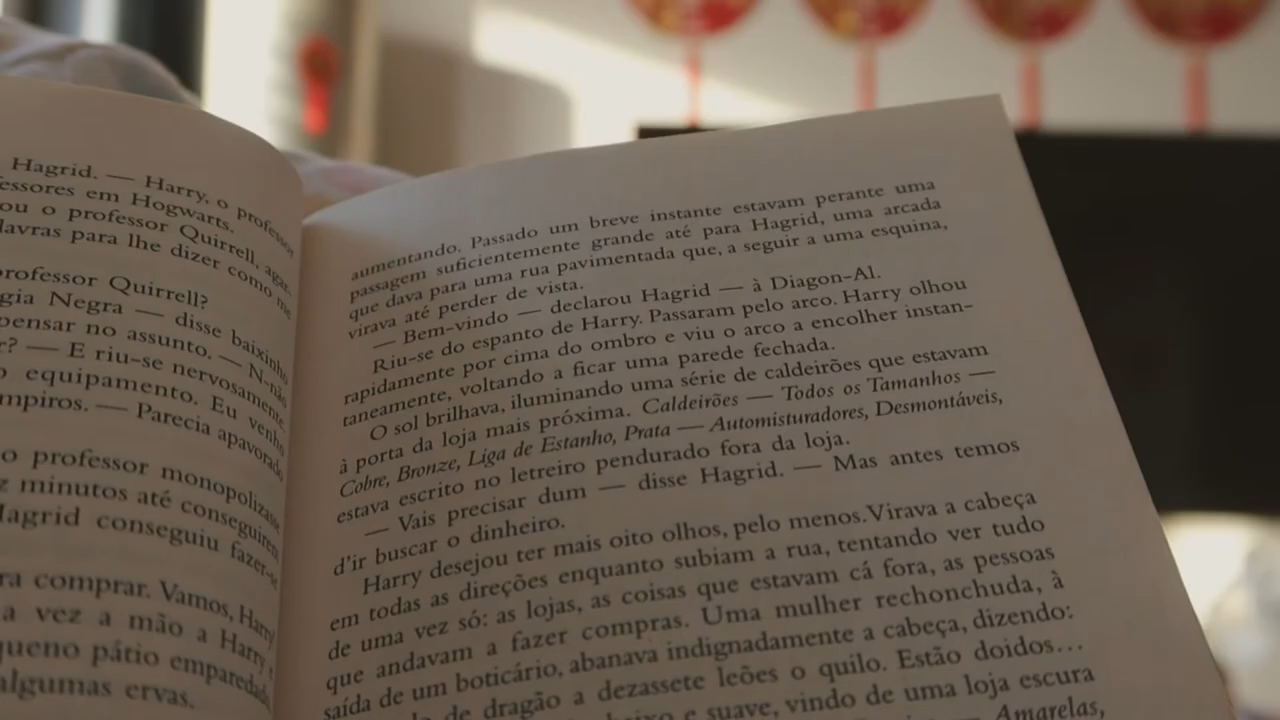 Hagrid. — Harry, o professor
essores em Hogwarts.
ou o professor Quirrell, agar-
lavras para lhe dizer como me
professor Quirrell?
gia Negra — disse baixinho
pensar no assunto. — N-não
r? — E riu-se nervosamente.
o equipamento. Eu venho
mpiros. — Parecia apavorado
o professor monopolizasse
z minutos até conseguirem
Hagrid conseguiu fazer-se
ra comprar. Vamos, Harry
a vez a mão a Harry e
queno pátio emparedado
algumas ervas.
aumentando. Passado um breve instante estavam perante uma
passagem suficientemente grande até para Hagrid, uma arcada
que dava para uma rua pavimentada que, a seguir a uma esquina,
virava até perder de vista.
— Bem-vindo — declarou Hagrid — à Diagon-Al.
Riu-se do espanto de Harry. Passaram pelo arco. Harry olhou
rapidamente por cima do ombro e viu o arco a encolher instan-
taneamente, voltando a ficar uma parede fechada.
O sol brilhava, iluminando uma série de caldeirões que estavam
à porta da loja mais próxima. Caldeirões — Todos os Tamanhos —
Cobre, Bronze, Liga de Estanho, Prata — Automisturadores, Desmontáveis,
estava escrito no letreiro pendurado fora da loja.
— Vais precisar dum — disse Hagrid. — Mas antes temos
d'ir buscar o dinheiro.
Harry desejou ter mais oito olhos, pelo menos. Virava a cabeça
em todas as direções enquanto subiam a rua, tentando ver tudo
de uma vez só: as lojas, as coisas que estavam cá fora, as pessoas
que andavam a fazer compras. Uma mulher rechonchuda, à
saída de um boticário, abanava indignadamente a cabeça, dizendo:
de dragão a dezassete leões o quilo. Estão doidos…
e suave, vindo de uma loja escura
— Amarelas,